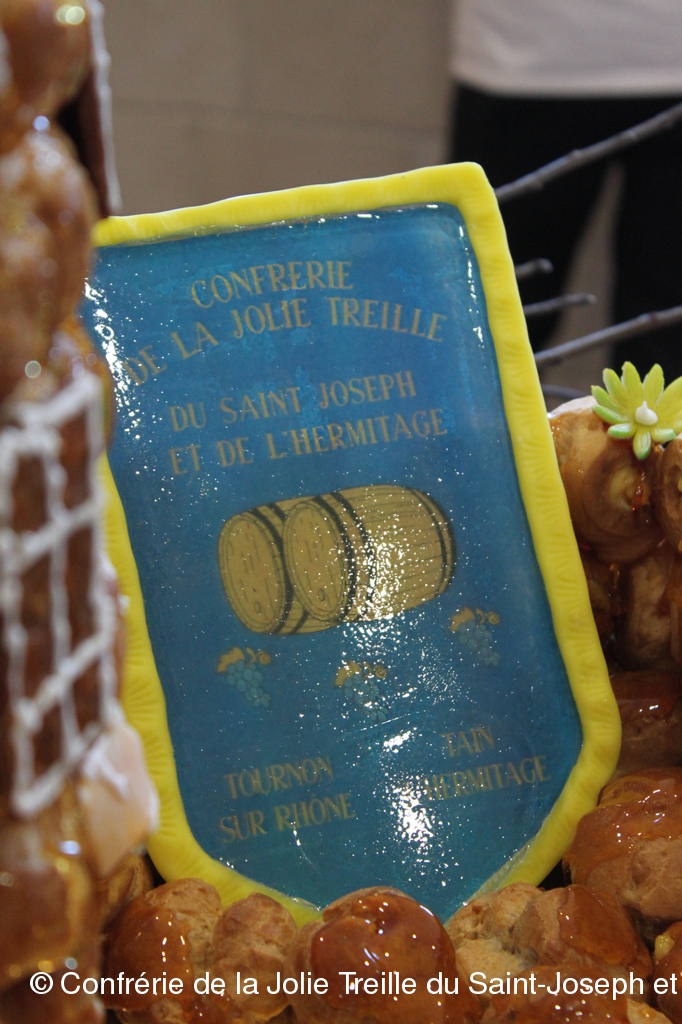 CONFRERIE
DE LA JOLIE TREILLE
DU SAINT JOSEPH
ET DE L'HERMITAGE
TOURNON
SUR RHONE
TAIN
L'HERMITAGE
© Confrérie de la Jolie Treille du Saint-Joseph et